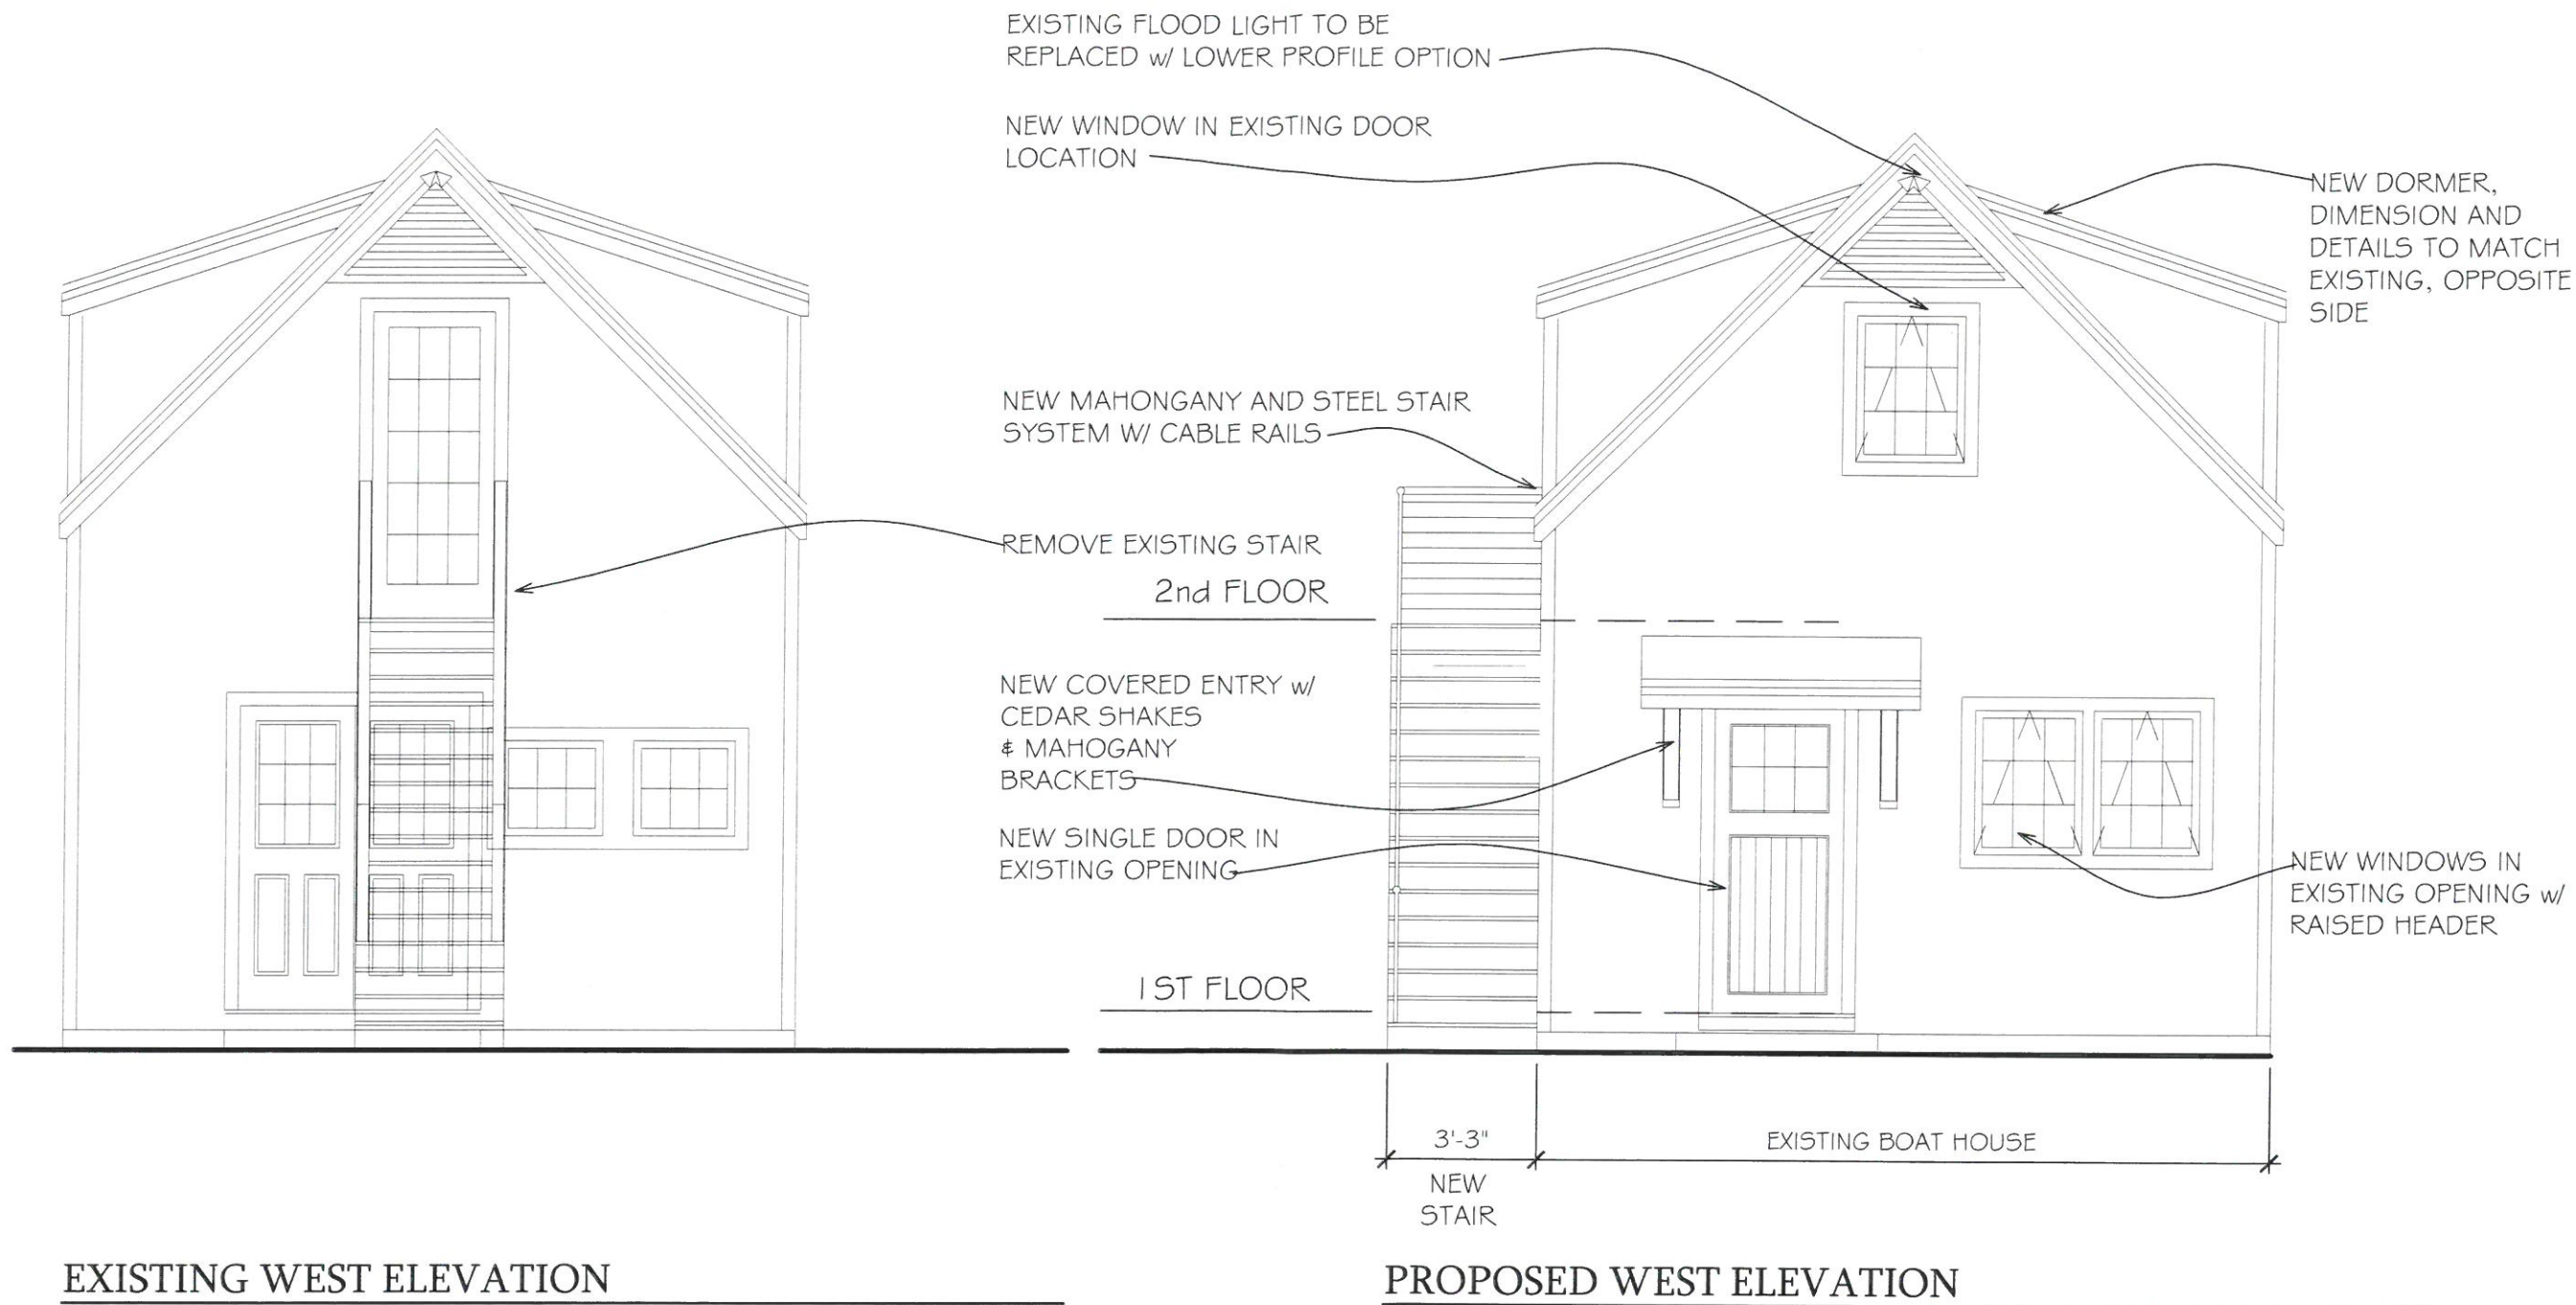 EXISTING FLOOD LIGHT TO BE
REPLACED w/ LOWER PROFILE OPTION
NEW WINDOW IN EXISTING DOOR
LOCATION
NEW DORMER,
DIMENSION AND
DETAILS TO MATCH
EXISTING, OPPOSITE
SIDE
NEW MAHONGANY AND STEEL STAIR
SYSTEM W/ CABLE RAILS
REMOVE EXISTING STAIR
2nd FLOOR
NEW COVERED ENTRY w/
CEDAR SHAKES
& MAHOGANY
BRACKETS
NEW SINGLE DOOR IN
EXISTING OPENING
NEW WINDOWS IN
EXISTING OPENING w/
RAISED HEADER
1ST FLOOR
3'-3"
NEW
STAIR
EXISTING BOAT HOUSE
EXISTING WEST ELEVATION
PROPOSED WEST ELEVATION